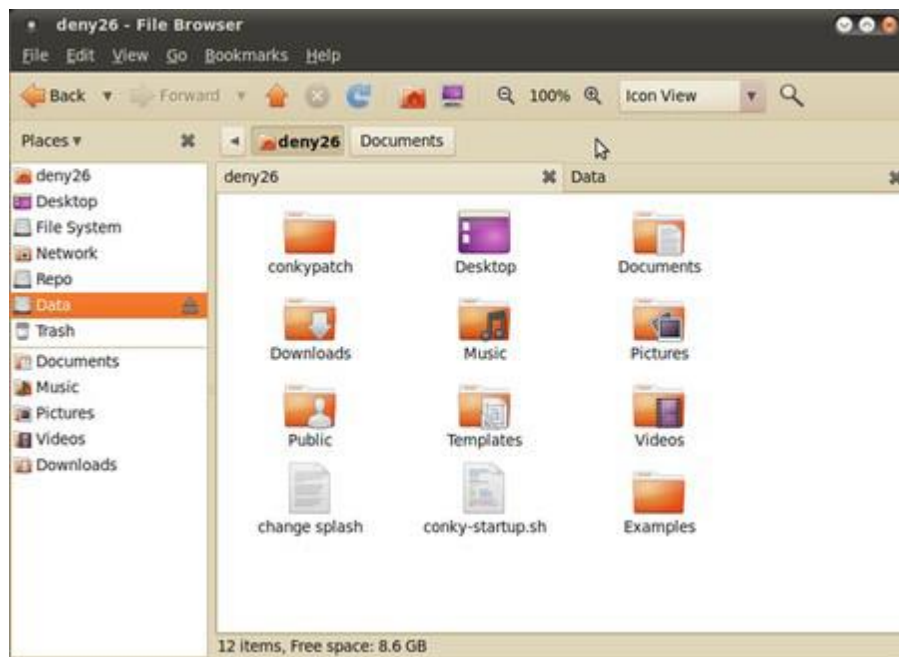 deny26 - File Browser
File Edit View Go Bookmarks Help
Back Forward 100% Icon View
Places deny26 Documents
deny26
Desktop
File System
Network
Repo
Data
Trash
Documents
Music
Pictures
Videos
Downloads
deny26 Data
conkypatch Desktop Documents
Downloads Music Pictures
Public Templates Videos
change splash conky-startup.sh Examples
12 items, Free space: 8.6 GB